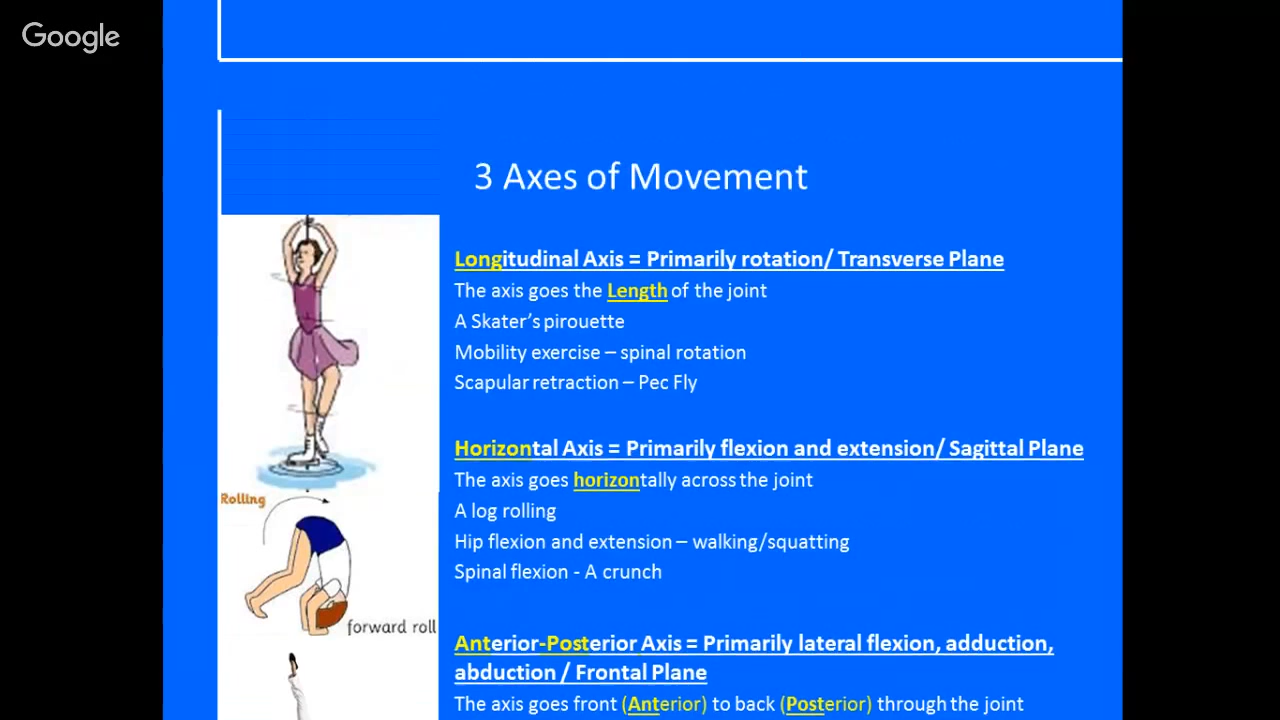 Google
3 Axes of Movement
Longitudinal Axis = Primarily rotation/ Transverse Plane
The axis goes the Length of the joint
A Skater's pirouette
Mobility exercise – spinal rotation
Scapular retraction – Pec Fly
Horizontal Axis = Primarily flexion and extension/ Sagittal Plane
The axis goes horizontally across the joint
A log rolling
Hip flexion and extension – walking/squatting
Spinal flexion - A crunch
Rolling
forward roll
Anterior-Posterior Axis = Primarily lateral flexion, adduction,
abduction / Frontal Plane
The axis goes front (Anterior) to back (Posterior) through the joint